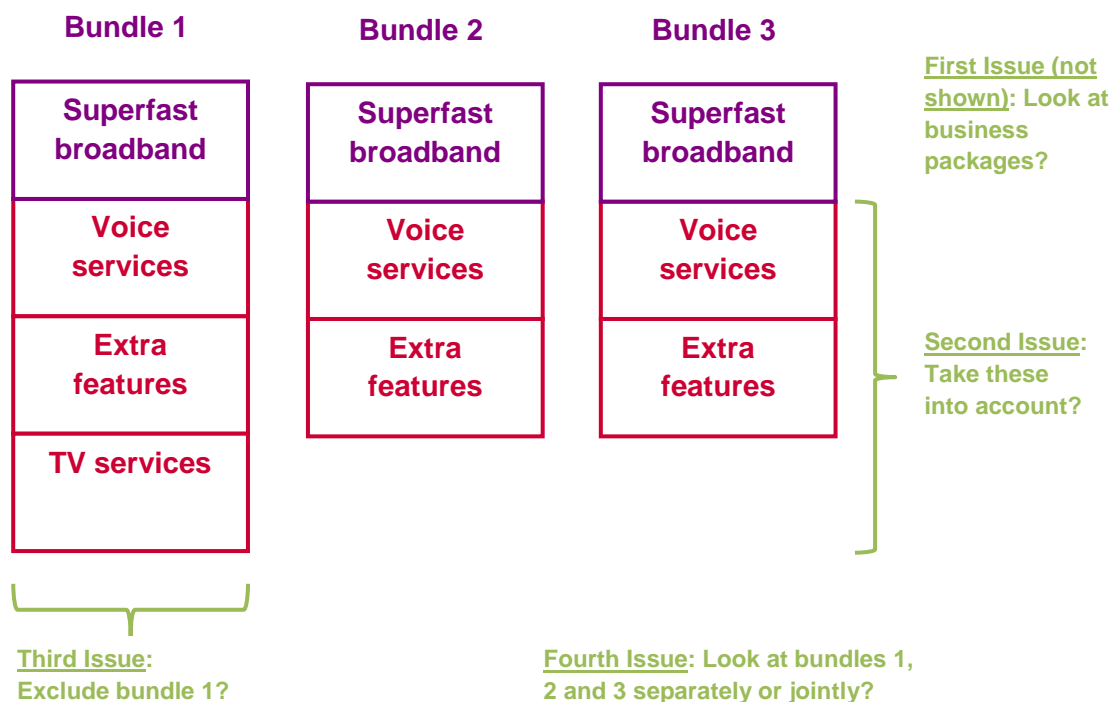 Bundle 1
Bundle 2
Bundle 3
Superfast
broadband
Voice
services
Extra
features
TV services
Superfast
broadband
Voice
services
Extra
features
Superfast
broadband
Voice
services
Extra
features
First Issue (not
shown): Look at
business
packages?
Second Issue:
Take these
into account?
Third Issue:
Exclude bundle 1?
Fourth Issue: Look at bundles 1,
2 and 3 separately or jointly?